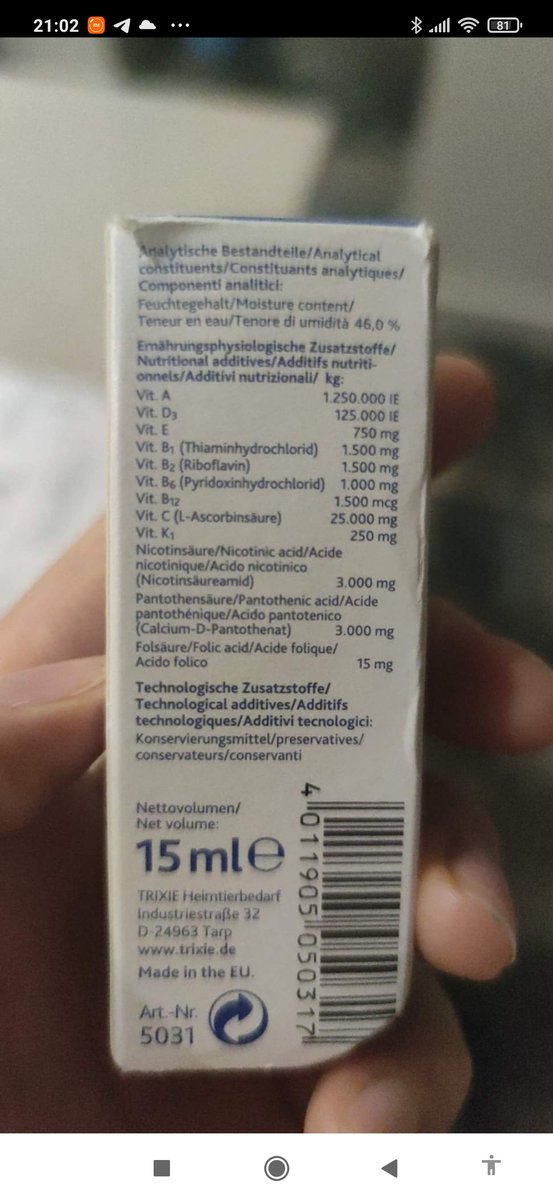 21:02
81
Analytische Bestandteile/Analytical
constituents/Constituants analytiques/
Componenti analitici:
Feuchtegehalt/Moisture content/
Teneur en eau/Tenore di umidità 46,0 %
Ernährungsphysiologische Zusatzstoffe/
Nutritional additives/Additifs nutriti-
onnels/Additivi nutrizionali/ kg:
Vit. A 1.250.000 IE
Vit. D3 125.000 IE
Vit. E 750 mg
Vit. B1 (Thiaminhydrochlorid) 1.500 mg
Vit. B2 (Riboflavin) 1.500 mg
Vit. B6 (Pyridoxinhydrochlorid) 1.000 mg
Vit. B12 1.500 mcg
Vit. C (L-Ascorbinsäure) 25.000 mg
Vit. K1 250 mg
Nicotinsäure/Nicotinic acid/Acide
nicotinique/Acido nicotinico
(Nicotinsäureamid) 3.000 mg
Pantothensäure/Pantothenic acid/Acide
pantothénique/Acido pantotenico
(Calcium-D-Pantothenat) 3.000 mg
Folsäure/Folic acid/Acide folique/
Acido folico 15 mg
Technologische Zusatzstoffe/
Technological additives/Additifs
technologiques/Additivi tecnologici:
Konservierungsmittel/preservatives/
conservateurs/conservanti
Nettovolumen/
Net volume:
15 ml ℮
TRIXIE Heimtierbedarf
Industriestraße 32
D-24963 Tarp
www.trixie.de
Made in the EU.
Art.-Nr.
5031
4 011905 050317